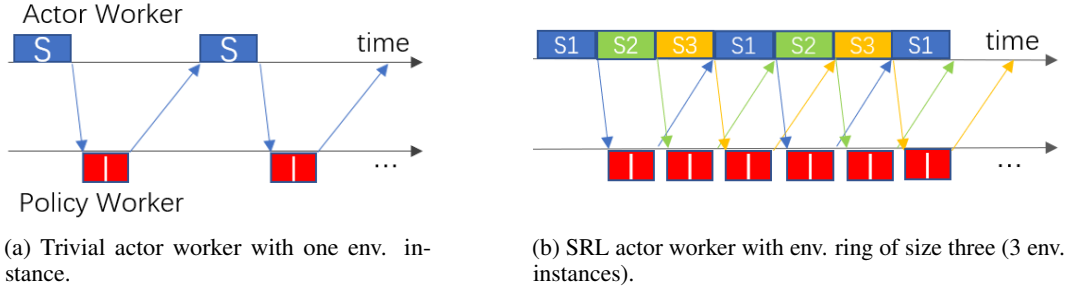 Actor Worker
S S time
I I ...
Policy Worker
(a) Trivial actor worker with one env. in-
stance.
S1 S2 S3 S1 S2 S3 S1 time
I I I I I I ...
(b) SRL actor worker with env. ring of size three (3 env.
instances).